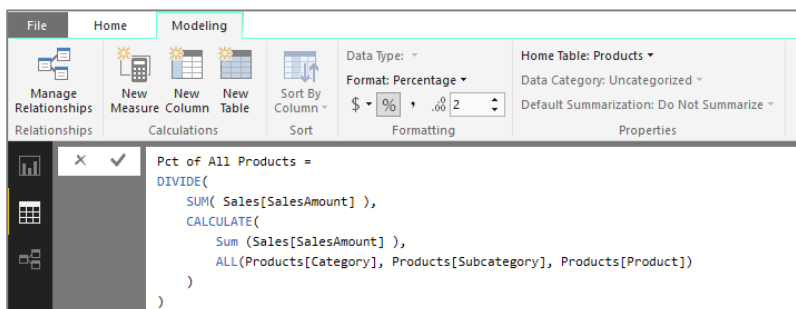 File Home Modeling
Manage Relationships
New Measure
New Column
New Table
Sort By Column
Data Type:
Format: Percentage
$ % , .00 2
Home Table: Products
Data Category: Uncategorized
Default Summarization: Do Not Summarize
Relationships Calculations Sort Formatting Properties
Pct of All Products =
DIVIDE(
SUM( Sales[SalesAmount] ),
CALCULATE(
Sum (Sales[SalesAmount] ),
ALL(Products[Category], Products[Subcategory], Products[Product])
)
)